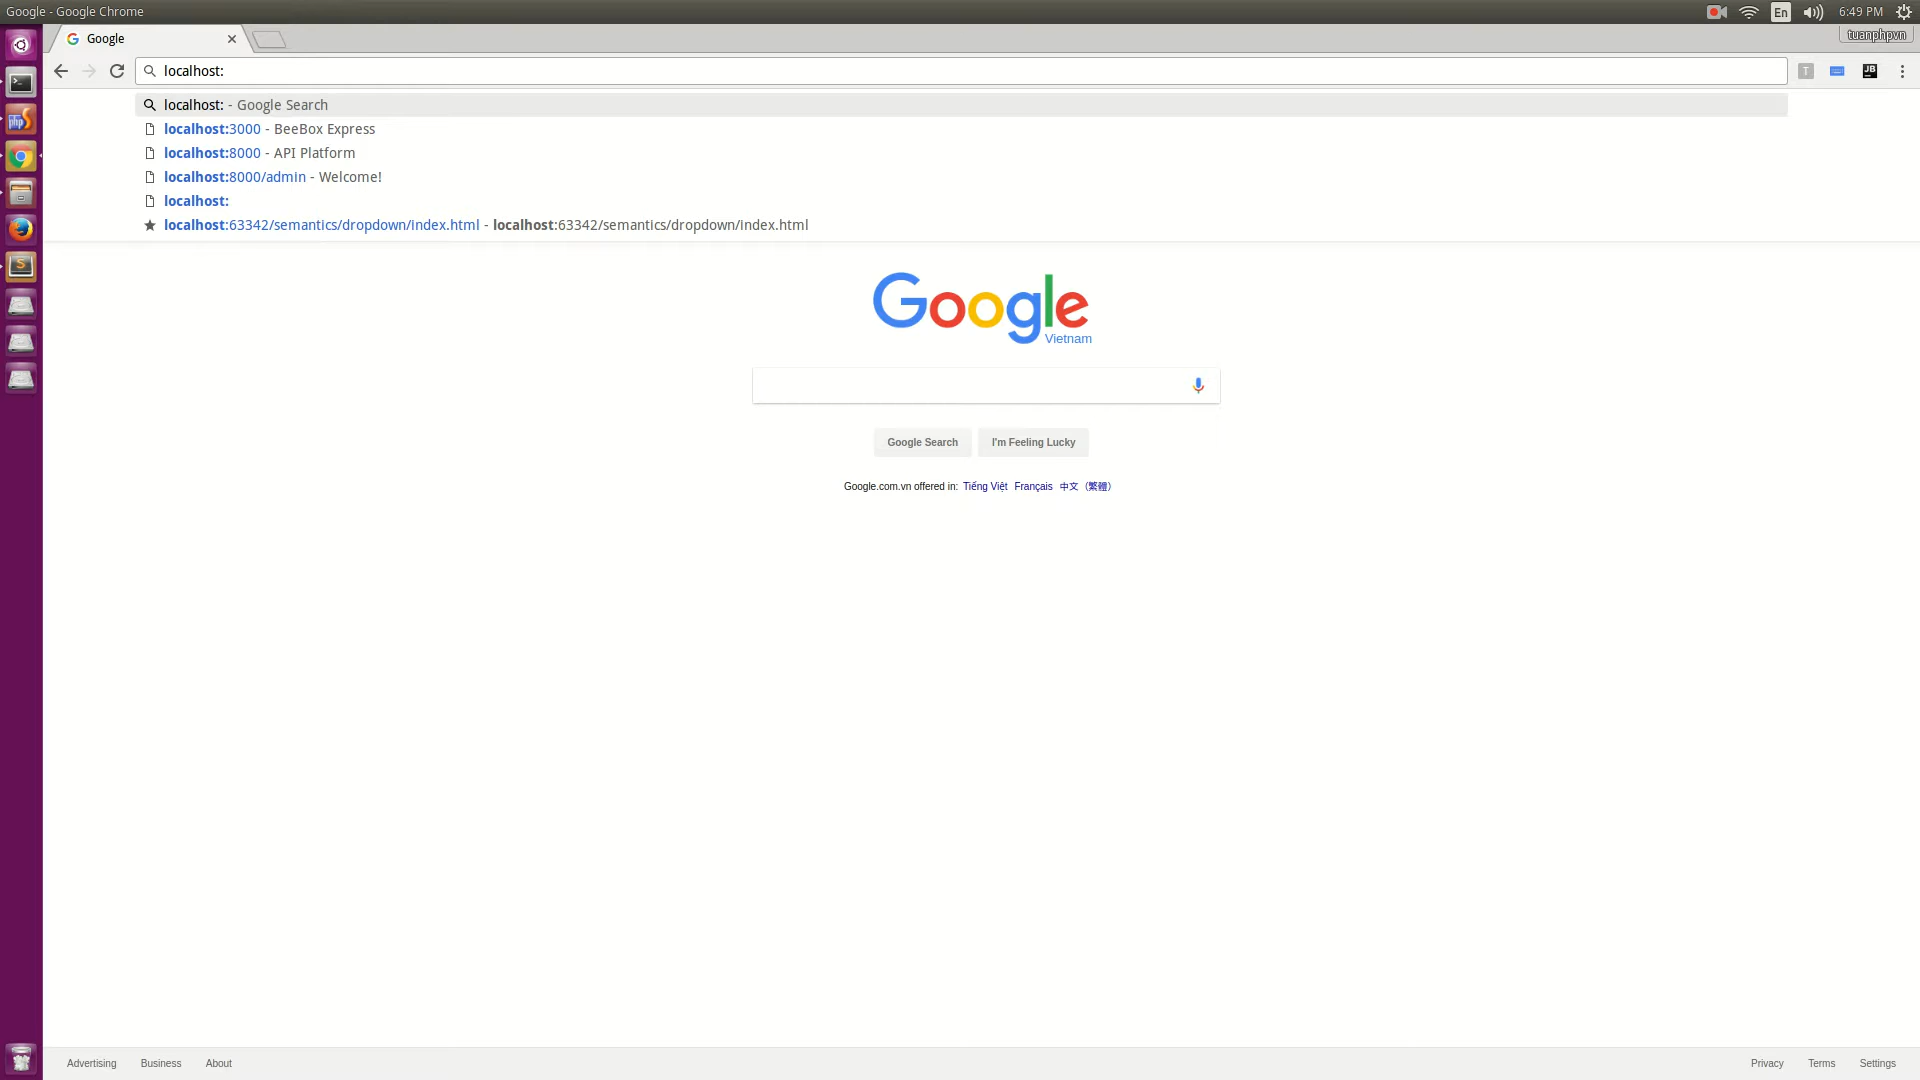 Google - Google Chrome
En
6:49 PM
Google
tuanphpvn
localhost:
T
JB
localhost: - Google Search
localhost:3000 - BeeBox Express
localhost:8000 - API Platform
localhost:8000/admin - Welcome!
localhost:
localhost:63342/semantics/dropdown/index.html - localhost:63342/semantics/dropdown/index.html
php
S
Google
Vietnam
Google Search
I'm Feeling Lucky
Google.com.vn offered in: Tiếng Việt Français 中文 (繁體)
Advertising Business About
Privacy Terms Settings